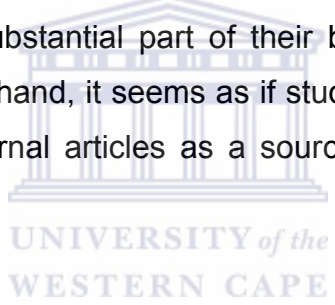 ubstantial part of their b
hand, it seems as if stud
rnal articles as a sourc
UNIVERSITY of the
WESTERN CAPE